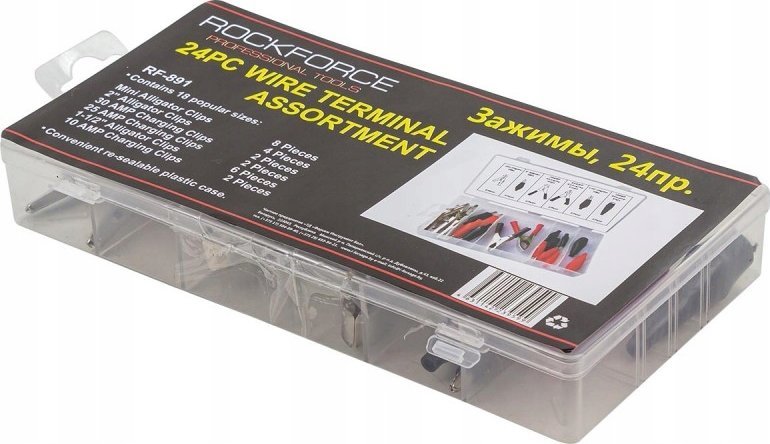 ROCKFORCE
PROFESSIONAL TOOLS
24PC WIRE TERMINAL
ASSORTMENT
RF-891
•Contains 18 popular sizes:
Mini Alligator Clips 8 Pieces
2" Alligator Clips 4 Pieces
30 AMP Charging Clips 2 Pieces
25 AMP Charging Clips 2 Pieces
1-1/2" Alligator Clips 6 Pieces
10 AMP Charging Clips 2 Pieces
•Convenient re-sealable plastic case.
Зажимы, 24пр.